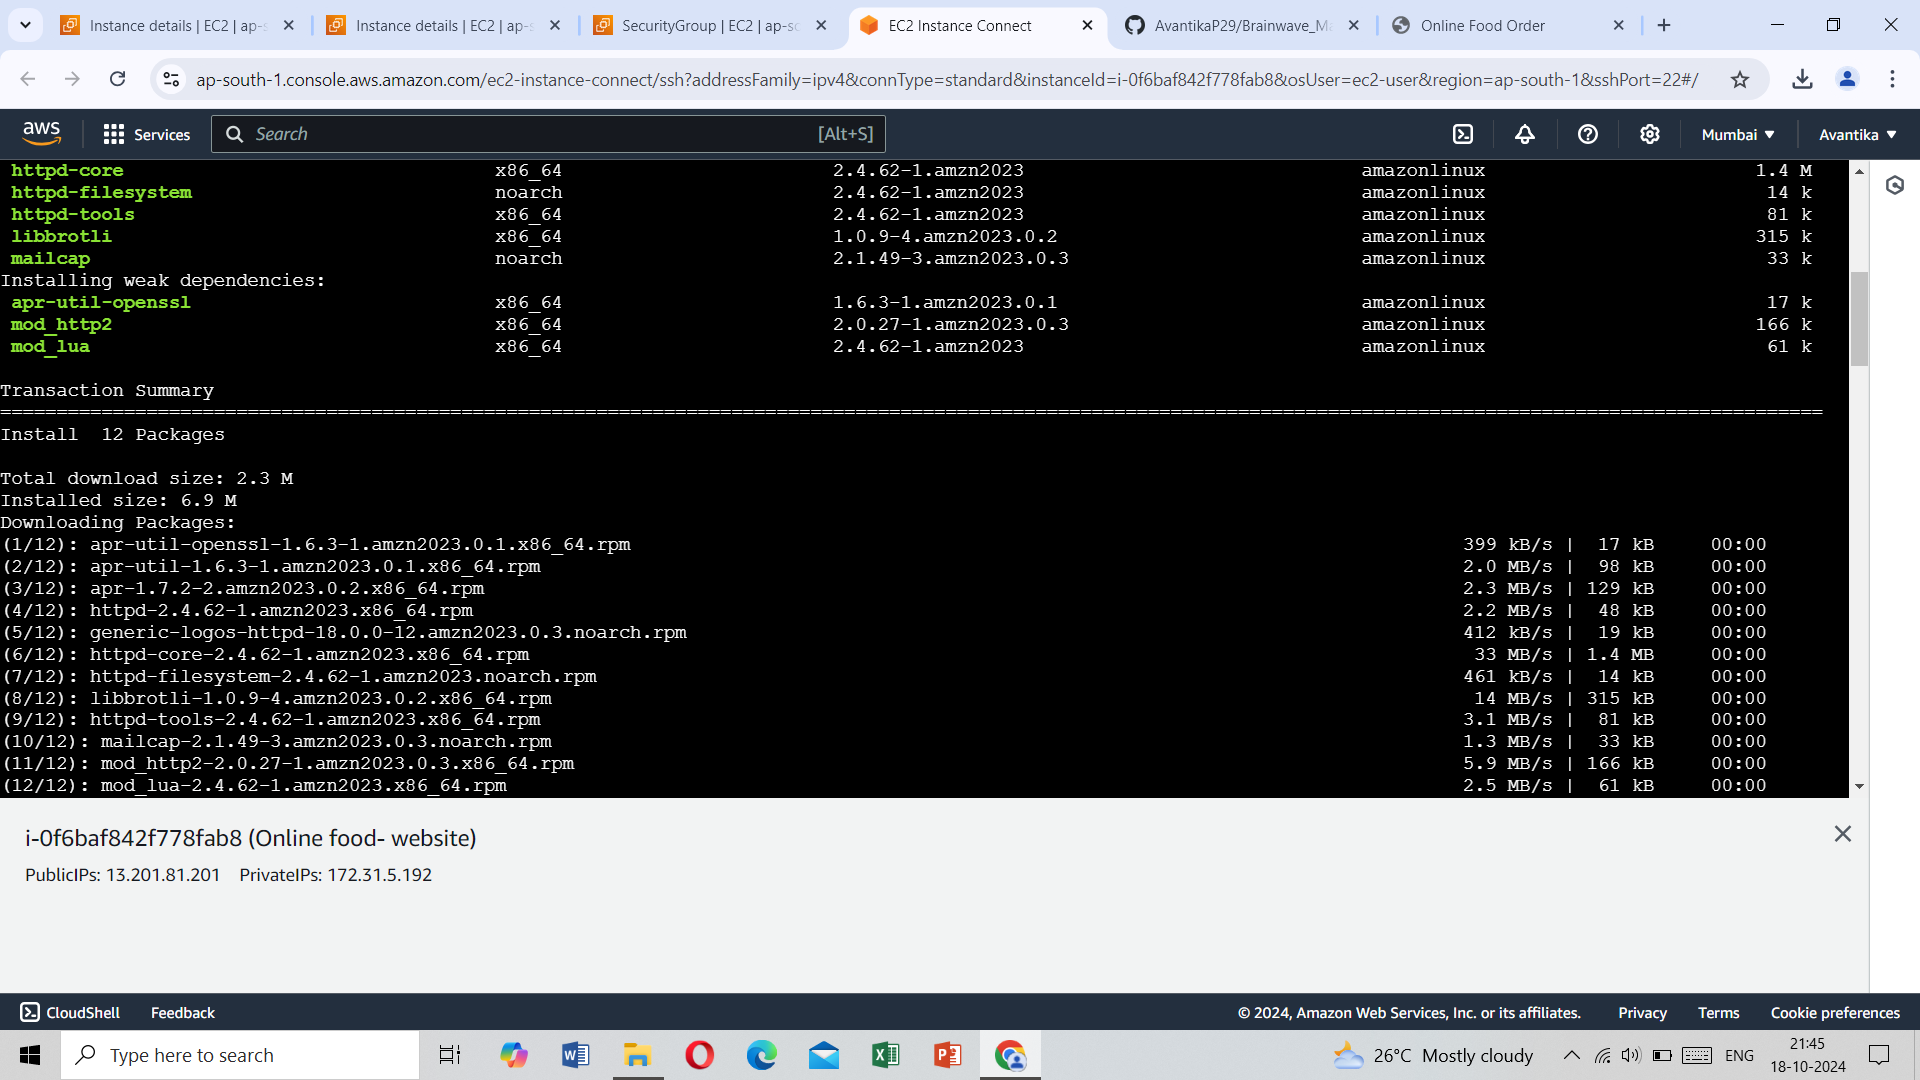 Instance details | EC2 | ap-s
Instance details | EC2 | ap-s
SecurityGroup | EC2 | ap-so
EC2 Instance Connect
AvantikaP29/Brainwave_Ma
Online Food Order
ap-south-1.console.aws.amazon.com/ec2-instance-connect/ssh?addressFamily=ipv4&connType=standard&instanceId=i-0f6baf842f778fab8&osUser=ec2-user&region=ap-south-1&sshPort=22#/
aws Services Search [Alt+S] Mumbai Avantika
httpd-core x86_64 2.4.62-1.amzn2023 amazonlinux 1.4 M
httpd-filesystem noarch 2.4.62-1.amzn2023 amazonlinux 14 k
httpd-tools x86_64 2.4.62-1.amzn2023 amazonlinux 81 k
libbrotli x86_64 1.0.9-4.amzn2023.0.2 amazonlinux 315 k
mailcap noarch 2.1.49-3.amzn2023.0.3 amazonlinux 33 k
Installing weak dependencies:
apr-util-openssl x86_64 1.6.3-1.amzn2023.0.1 amazonlinux 17 k
mod_http2 x86_64 2.0.27-1.amzn2023.0.3 amazonlinux 166 k
mod_lua x86_64 2.4.62-1.amzn2023 amazonlinux 61 k
Transaction Summary
================================================================================
Install 12 Packages
Total download size: 2.3 M
Installed size: 6.9 M
Downloading Packages:
(1/12): apr-util-openssl-1.6.3-1.amzn2023.0.1.x86_64.rpm 399 kB/s | 17 kB 00:00
(2/12): apr-util-1.6.3-1.amzn2023.0.1.x86_64.rpm 2.0 MB/s | 98 kB 00:00
(3/12): apr-1.7.2-2.amzn2023.0.2.x86_64.rpm 2.3 MB/s | 129 kB 00:00
(4/12): httpd-2.4.62-1.amzn2023.x86_64.rpm 2.2 MB/s | 48 kB 00:00
(5/12): generic-logos-httpd-18.0.0-12.amzn2023.0.3.noarch.rpm 412 kB/s | 19 kB 00:00
(6/12): httpd-core-2.4.62-1.amzn2023.x86_64.rpm 33 MB/s | 1.4 MB 00:00
(7/12): httpd-filesystem-2.4.62-1.amzn2023.noarch.rpm 461 kB/s | 14 kB 00:00
(8/12): libbrotli-1.0.9-4.amzn2023.0.2.x86_64.rpm 14 MB/s | 315 kB 00:00
(9/12): httpd-tools-2.4.62-1.amzn2023.x86_64.rpm 3.1 MB/s | 81 kB 00:00
(10/12): mailcap-2.1.49-3.amzn2023.0.3.noarch.rpm 1.3 MB/s | 33 kB 00:00
(11/12): mod_http2-2.0.27-1.amzn2023.0.3.x86_64.rpm 5.9 MB/s | 166 kB 00:00
(12/12): mod_lua-2.4.62-1.amzn2023.x86_64.rpm 2.5 MB/s | 61 kB 00:00
i-0f6baf842f778fab8 (Online food- website)
PublicIPs: 13.201.81.201 PrivateIPs: 172.31.5.192
CloudShell Feedback © 2024, Amazon Web Services, Inc. or its affiliates. Privacy Terms Cookie preferences
Type here to search 26°C Mostly cloudy ENG 21:45
18-10-2024